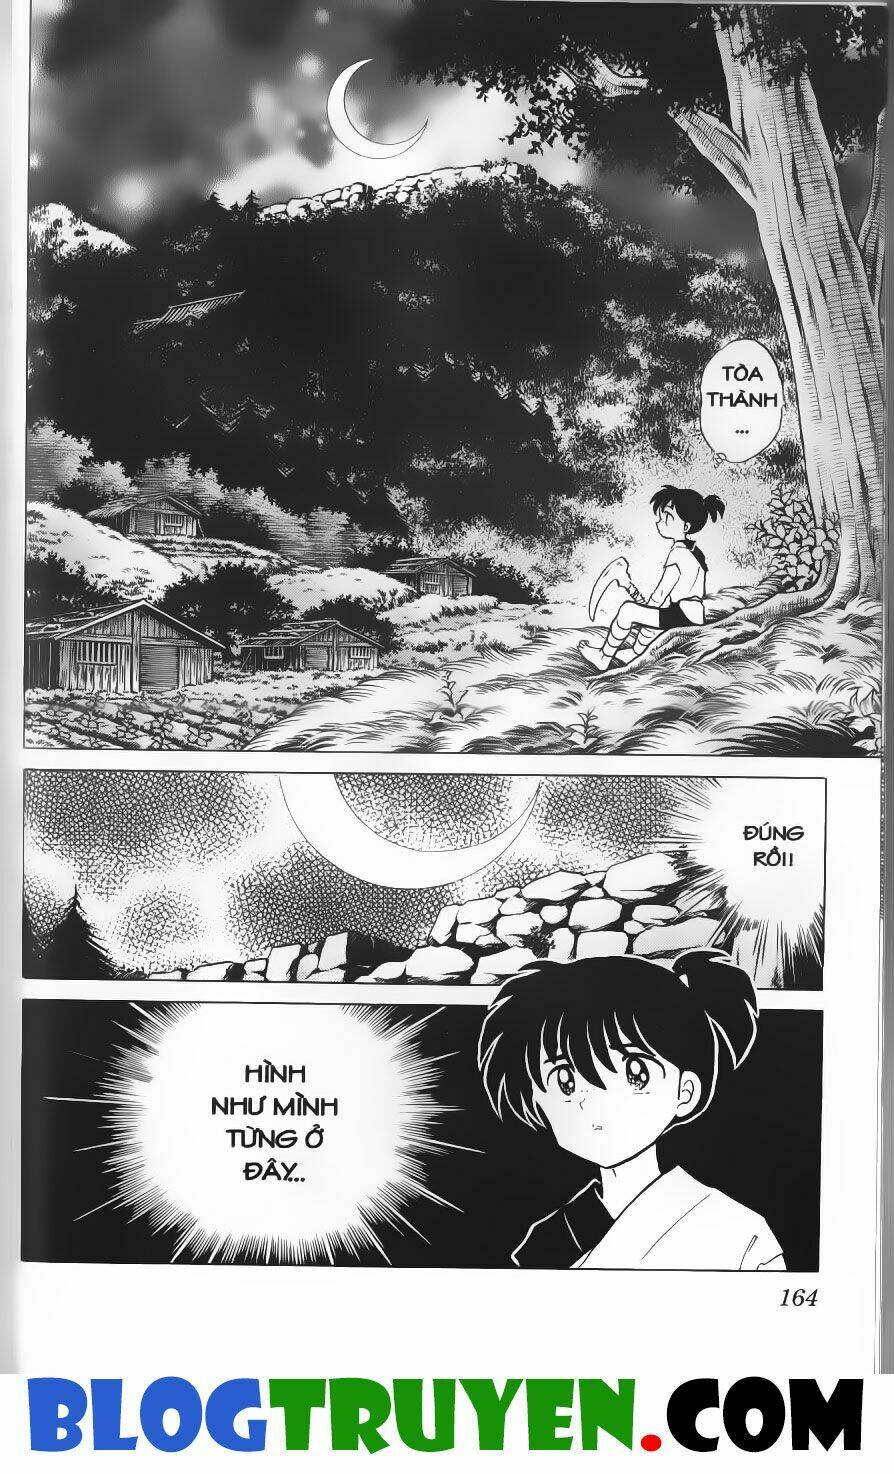 TÒA
THÀNH
...
ĐÚNG
RỒI!
HÌNH
NHƯ MÌNH
TỪNG Ở
ĐÂY...
164
BLOGTRUYEN.COM